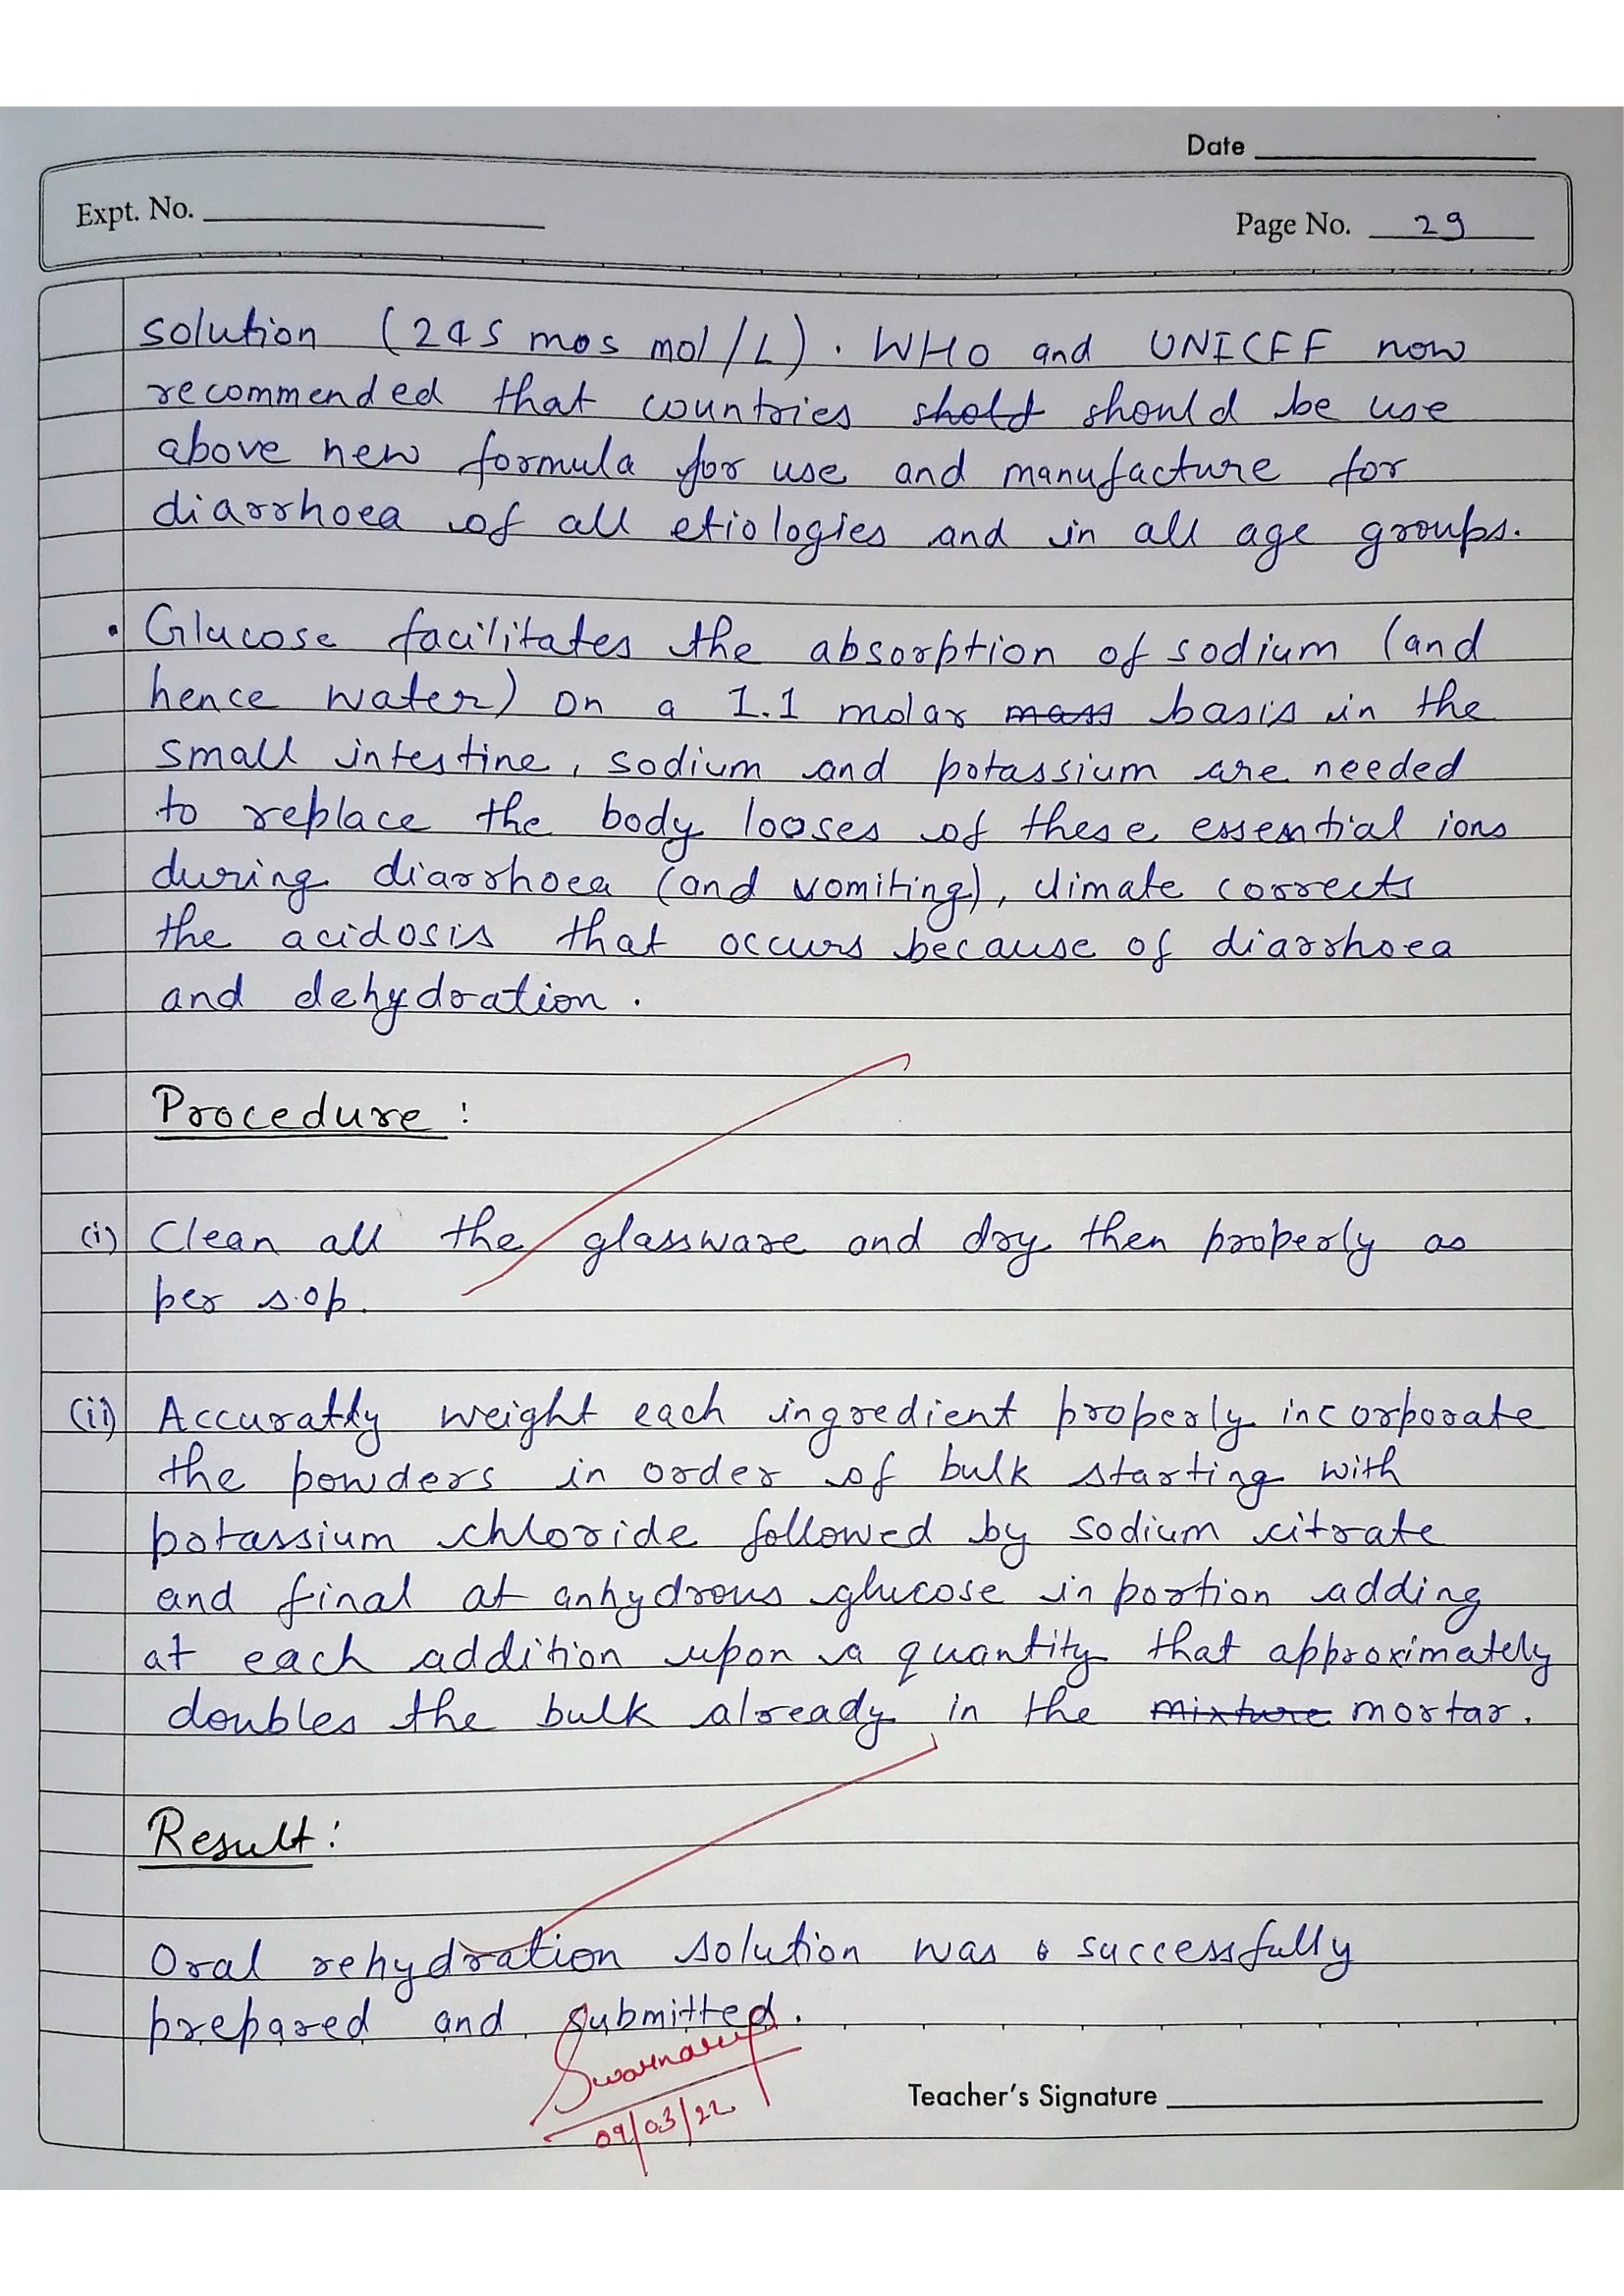 Date
Expt. No.
Page No. 29
solution (245 mos mol/L). WHO and UNICEF now
recommended that countries should be use
above new formula for use and manufacture for
diarrhoea of all etiologies and in all age groups.
• Glucose facilitates the absorption of sodium (and
hence water) on a 1.1 molar mass basis in the
small intestine, sodium and potassium are needed
to replace the body looses of these essential ions
during diarrhoea (and vomiting), climate corrects
the acidosis that occurs because of diarrhoea
and dehydration.
Procedure :
(i) Clean all the glassware and dry then properly as
per s.op.
(ii) Accuratly weight each ingredient properly incorporate
the powders in order of bulk starting with
potassium chloride followed by sodium citrate
and final at anhydrous glucose in portion adding
at each addition upon a quantity that approximately
doubles the bulk already in the mixture mortar.
Result :
Oral rehydration solution was successfully
prepared and submitted.
Swarnarup
Teacher's Signature
09/03/22